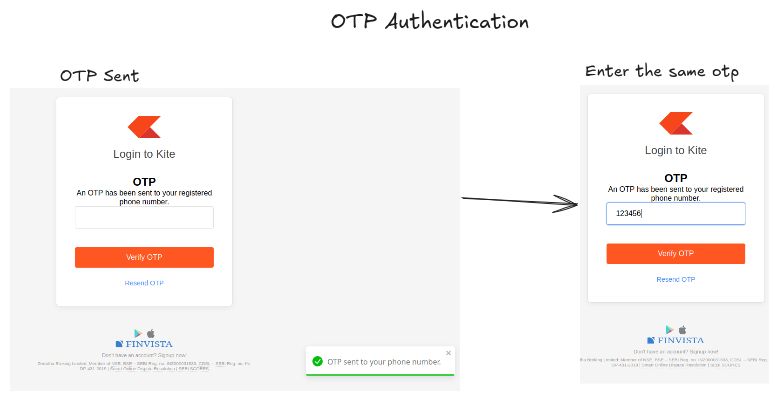 OTP Authentication
OTP Sent
Login to Kite
OTP
An OTP has been sent to your registered
phone number.
Verify OTP
Resend OTP
FINVISTA
Don't have an account? Signup now!
OTP sent to your phone number.
Enter the same otp
Login to Kite
OTP
An OTP has been sent to your registered
phone number.
123456
Verify OTP
Resend OTP
FINVISTA
Don't have an account? Signup now!